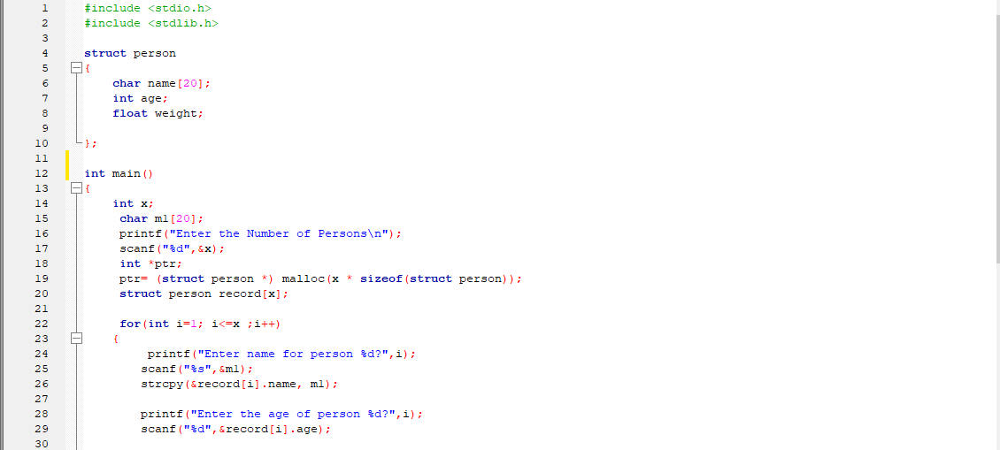 1 #include <stdio.h>
2 #include <stdlib.h>
3
4 struct person
5 {
6 char name[20];
7 int age;
8 float weight;
9
10 };
11
12 int main()
13 {
14 int x;
15 char ml[20];
16 printf("Enter the Number of Persons\n");
17 scanf("%d",&x);
18 int *ptr;
19 ptr= (struct person *) malloc(x * sizeof(struct person));
20 struct person record[x];
21
22 for(int i=1; i<=x ;i++)
23 {
24 printf("Enter name for person %d?",i);
25 scanf("%s",&ml);
26 strcpy(&record[i].name, ml);
27
28 printf("Enter the age of person %d?",i);
29 scanf("%d",&record[i].age);
30